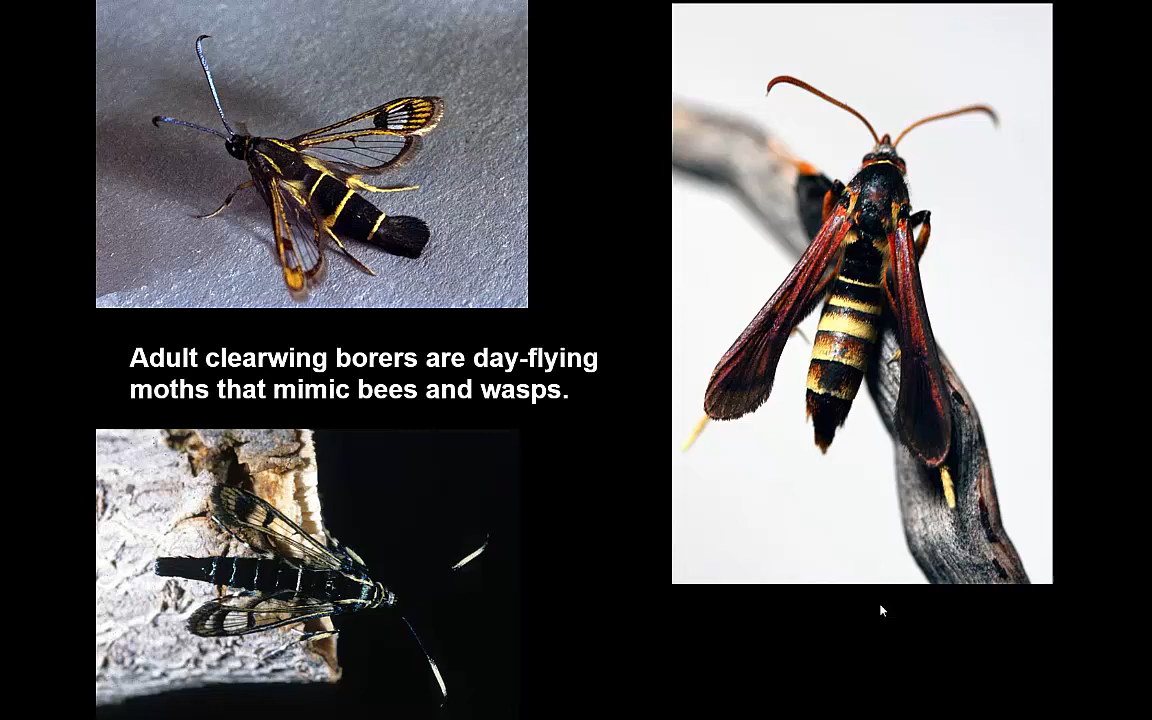 Adult clearwing borers are day-flying
moths that mimic bees and wasps.